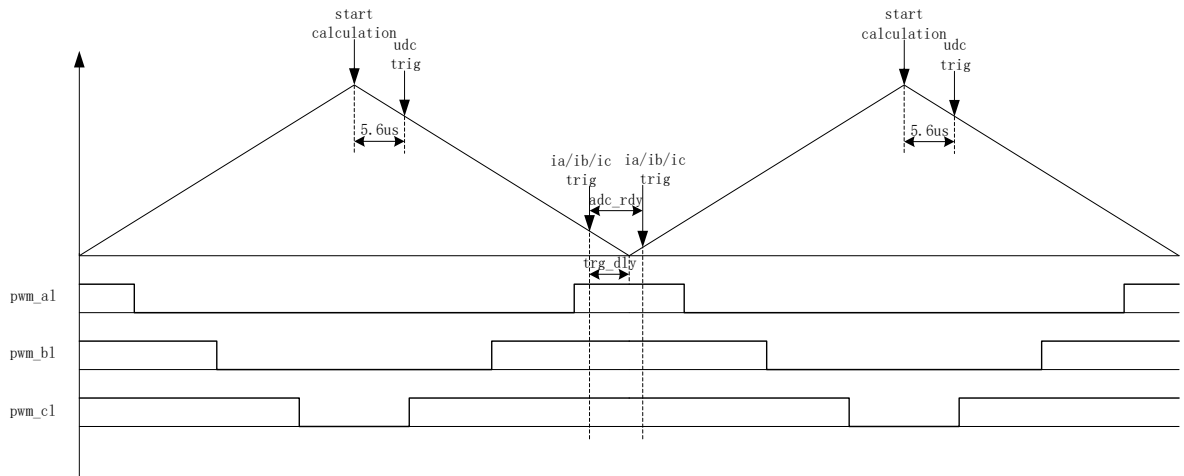 start
calculation
udc
trig
start
calculation
udc
trig
5.6us
5.6us
ia/ib/ic
trig
ia/ib/ic
trig
adc_rdy
trg_dly
pwm_al
pwm_bl
pwm_cl